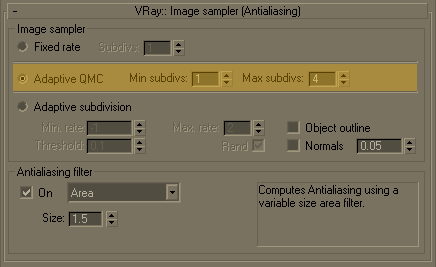 VRay:: Image sampler (Antialiasing)
Image sampler
Fixed rate Subdivs: 1
Adaptive QMC Min subdivs: 1 Max subdivs: 4
Adaptive subdivision
Min. rate: -1 Max. rate: 2 Object outline
Threshold: 0.1 Rand Normals 0.05
Antialiasing filter
On Area Computes Antialiasing using a
variable size area filter.
Size: 1.5